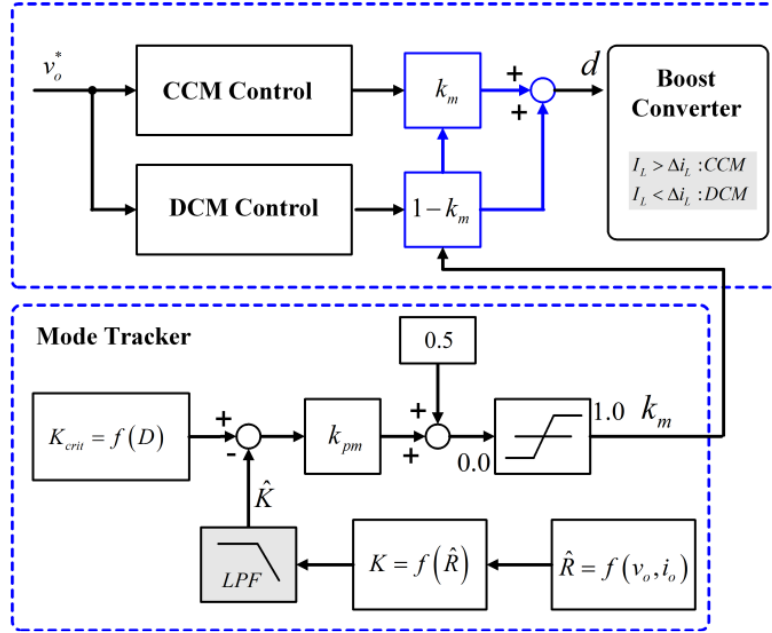 v_o^*
CCM Control
k_m
+
+
d
Boost
Converter
I_L > Δi_L : CCM
I_L < Δi_L : DCM
DCM Control
1 − k_m
Mode Tracker
0.5
K_crit = f(D)
+
-
k_pm
+
+
0.0
1.0
k_m
K̂
LPF
K = f(R̂)
R̂ = f(v_o, i_o)